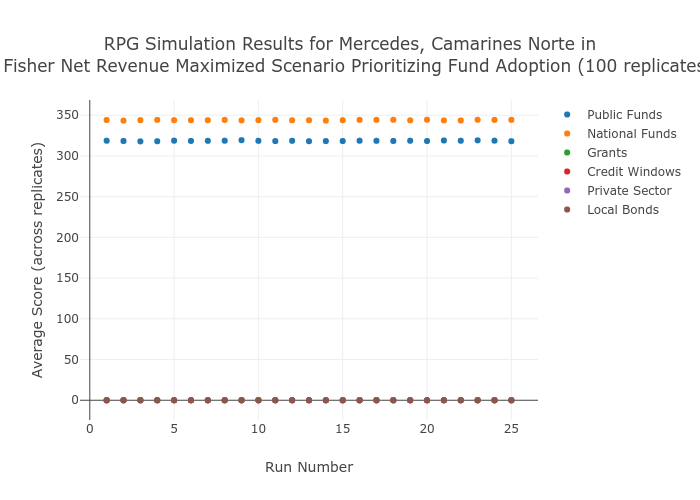 RPG Simulation Results for Mercedes, Camarines Norte in
Fisher Net Revenue Maximized Scenario Prioritizing Fund Adoption (100 replicates
Average Score (across replicates)
350
300
250
200
150
100
50
0
0
5
10
15
20
25
Run Number
Public Funds
National Funds
Grants
Credit Windows
Private Sector
Local Bonds